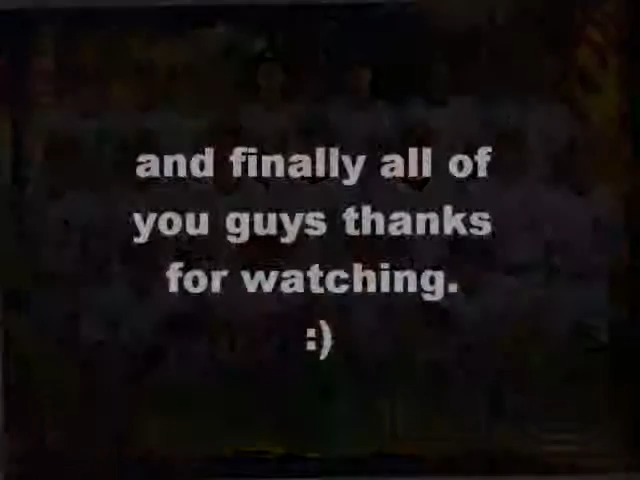 and finally all of
you guys thanks
for watching.
:)